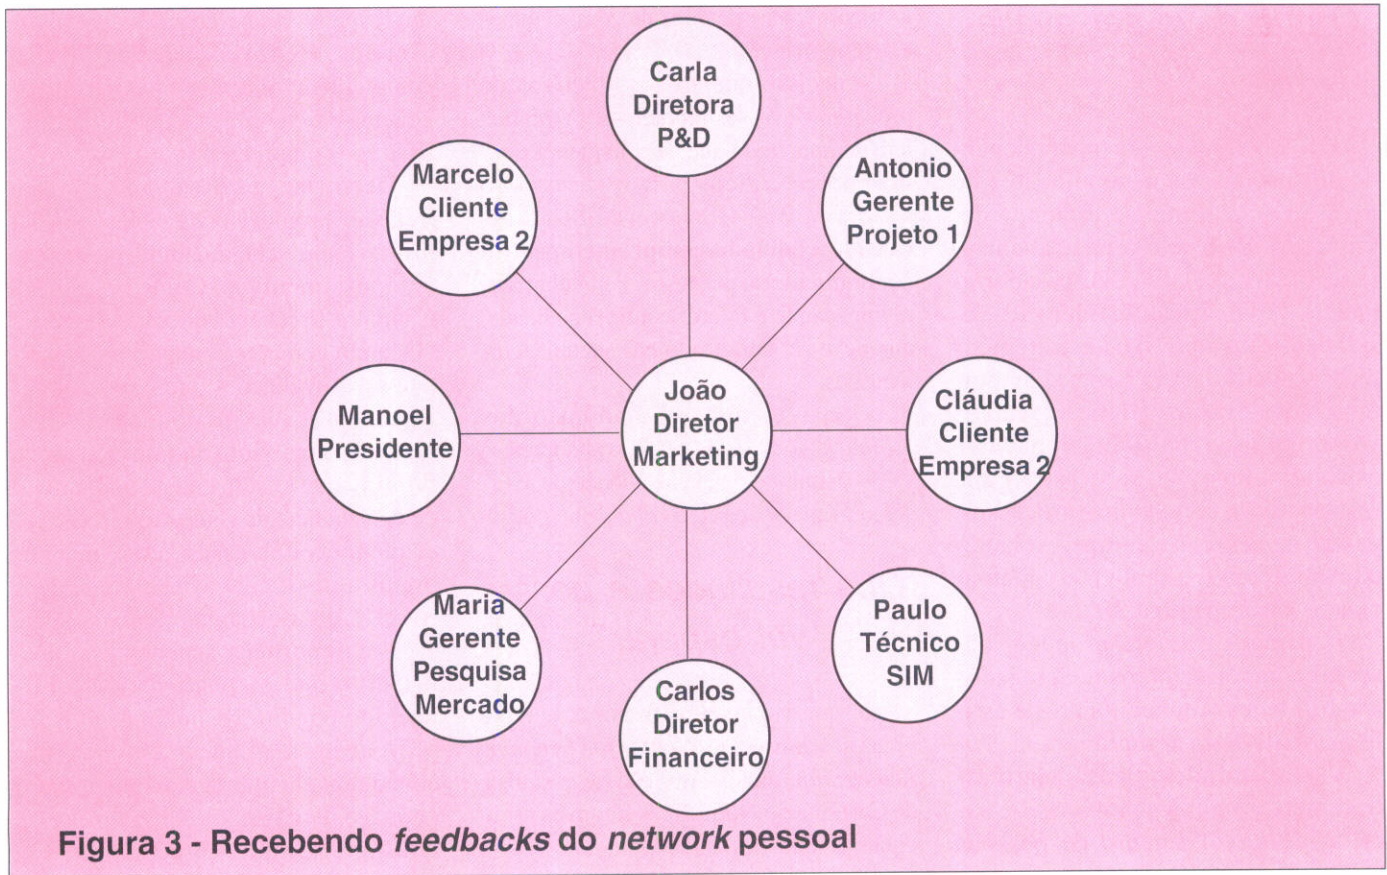 Carla
Diretora
P&D
Marcelo
Cliente
Empresa 2
Antonio
Gerente
Projeto 1
Manoel
Presidente
João
Diretor
Marketing
Cláudia
Cliente
Empresa 2
Maria
Gerente
Pesquisa
Mercado
Carlos
Diretor
Financeiro
Paulo
Técnico
SIM
Figura 3 - Recebendo feedbacks do network pessoal